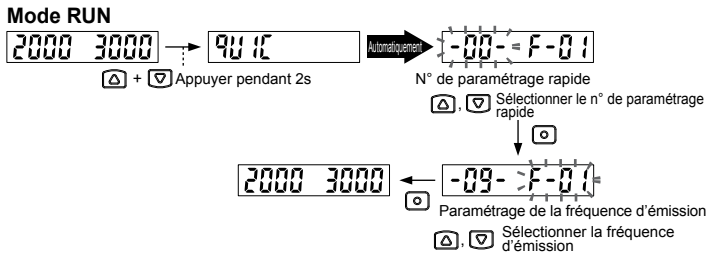 Mode RUN
2000 3000
QUIC
Automatiquement
-00- F-01
+
Appuyer pendant 2s
N° de paramétrage rapide
, Sélectionner le n° de paramétrage
rapide
2000 3000
-09- F-01
Paramétrage de la fréquence d'émission
, Sélectionner la fréquence
d'émission